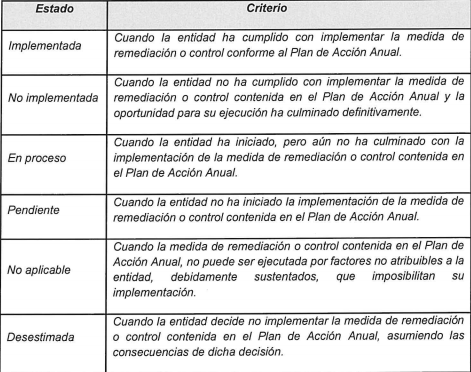 Estado Criterio
Implementada
Cuando la entidad ha cumplido con implementar la medida de
remediación o control conforme al Plan de Acción Anual.
No implementada
Cuando la entidad no ha cumplido con implementar la medida de
remediación o control contenida en el Plan de Acción Anual y la
oportunidad para su ejecución ha culminado definitivamente.
En proceso
Cuando la entidad ha iniciado, pero aún no ha culminado con la
implementación de la medida de remediación o control contenida en
el Plan de Acción Anual.
Pendiente
Cuando la entidad no ha iniciado la implementación de la medida de
remediación o control contenida en el Plan de Acción Anual.
No aplicable
Cuando la medida de remediación o control contenida en el Plan de
Acción Anual, no puede ser ejecutada por factores no atribuibles a la
entidad, debidamente sustentados, que imposibilitan su
implementación.
Desestimada
Cuando la entidad decide no implementar la medida de remediación
o control contenida en el Plan de Acción Anual, asumiendo las
consecuencias de dicha decisión.